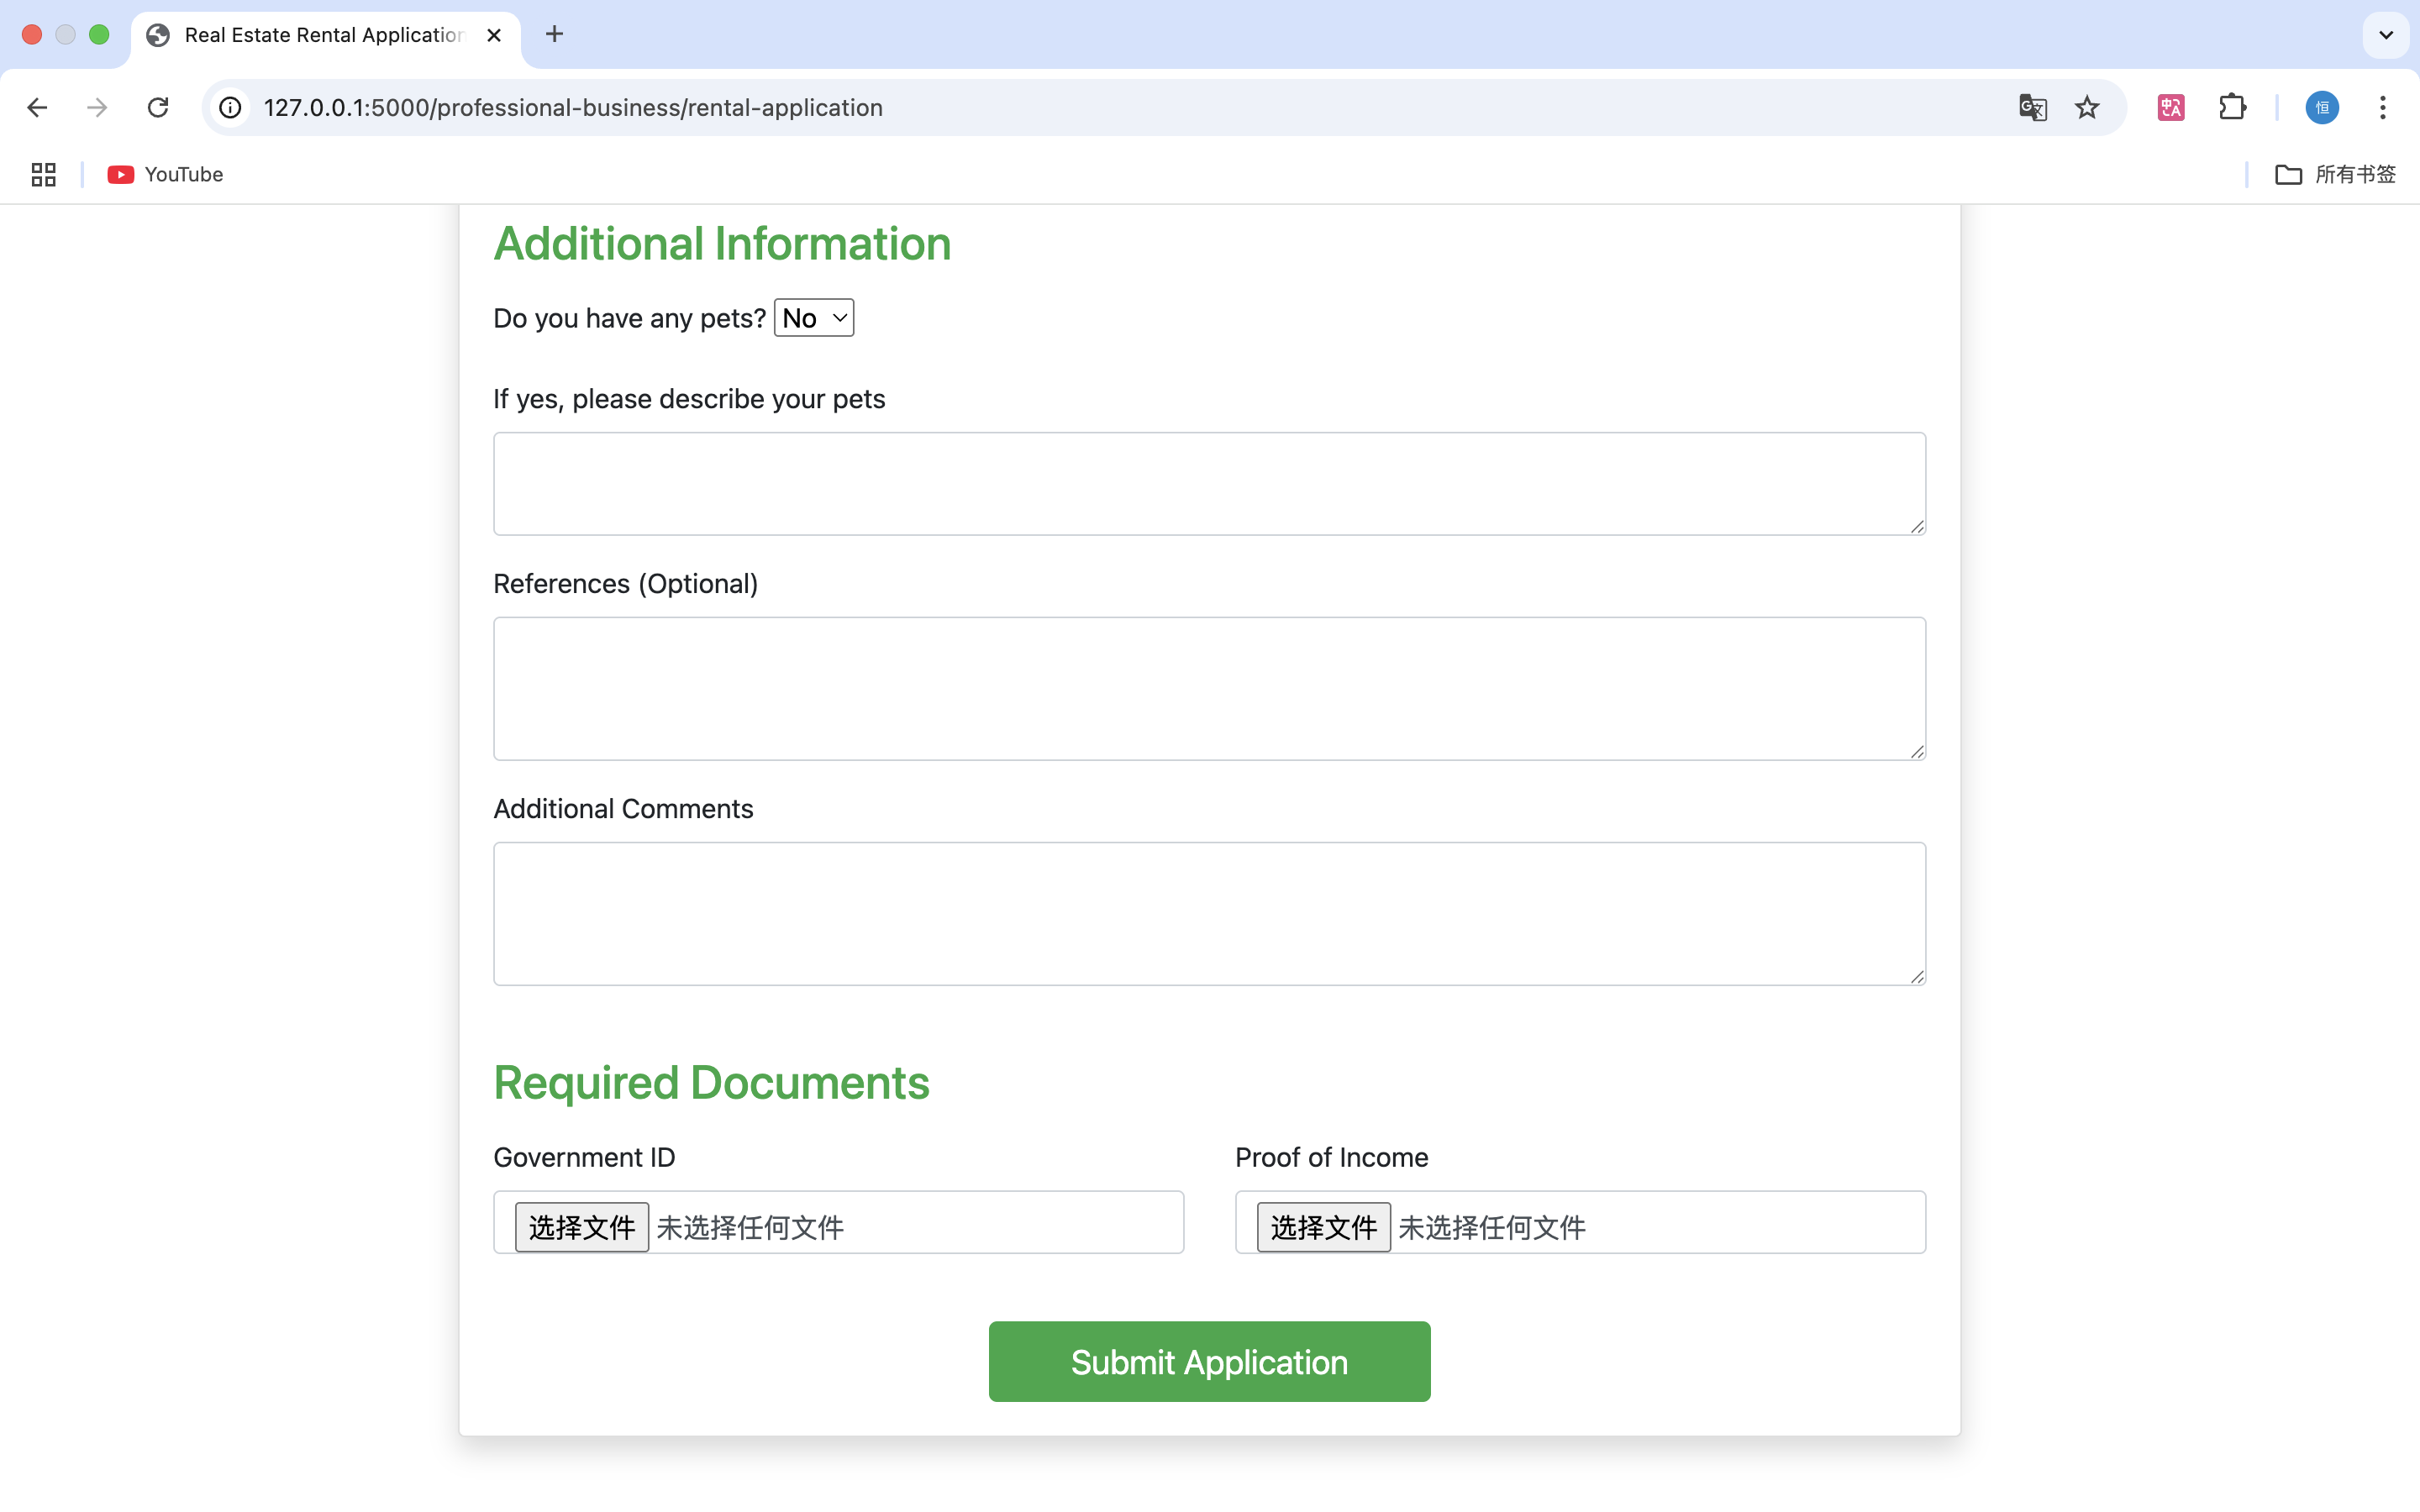 Real Estate Rental Application
127.0.0.1:5000/professional-business/rental-application
YouTube
所有书签
恒
Additional Information
Do you have any pets? No
If yes, please describe your pets
References (Optional)
Additional Comments
Required Documents
Government ID
Proof of Income
选择文件 未选择任何文件
选择文件 未选择任何文件
Submit Application